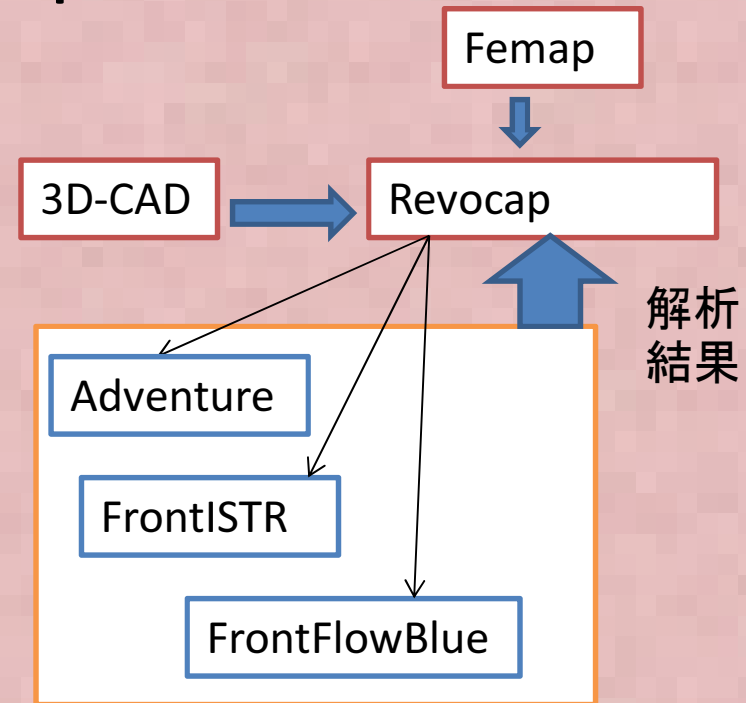 Femap
3D-CAD
Revocap
解析
結果
Adventure
FrontISTR
FrontFlowBlue